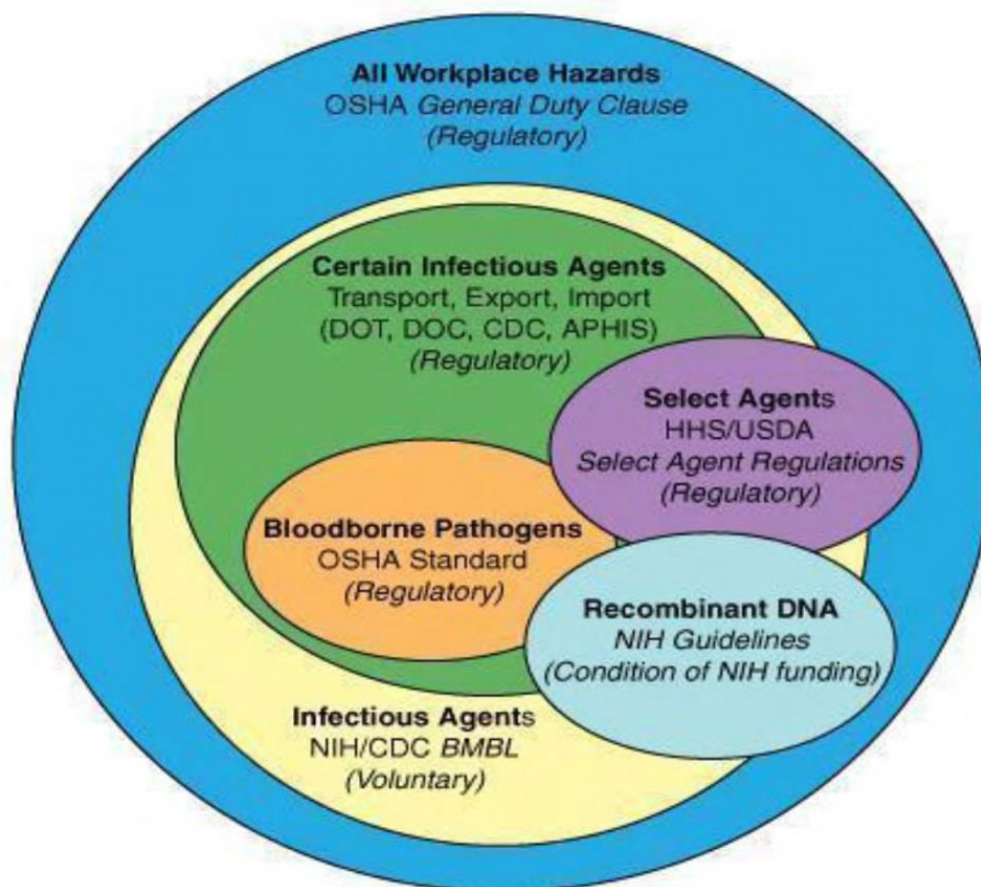 All Workplace Hazards
OSHA General Duty Clause
(Regulatory)
Certain Infectious Agents
Transport, Export, Import
(DOT, DOC, CDC, APHIS)
(Regulatory)
Select Agents
HHS/USDA
Select Agent Regulations
(Regulatory)
Bloodborne Pathogens
OSHA Standard
(Regulatory)
Recombinant DNA
NIH Guidelines
(Condition of NIH funding)
Infectious Agents
NIH/CDC BMBL
(Voluntary)